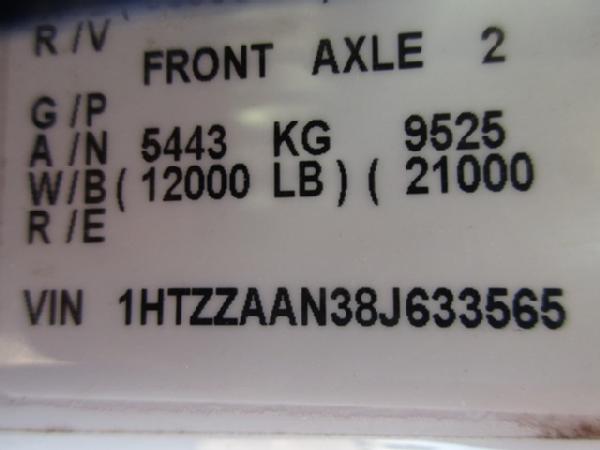 R/V
FRONT AXLE 2
G/P
A/N 5443 KG 9525
W/B (12000 LB) ( 21000
R/E
VIN 1HTZZAAN38J633565